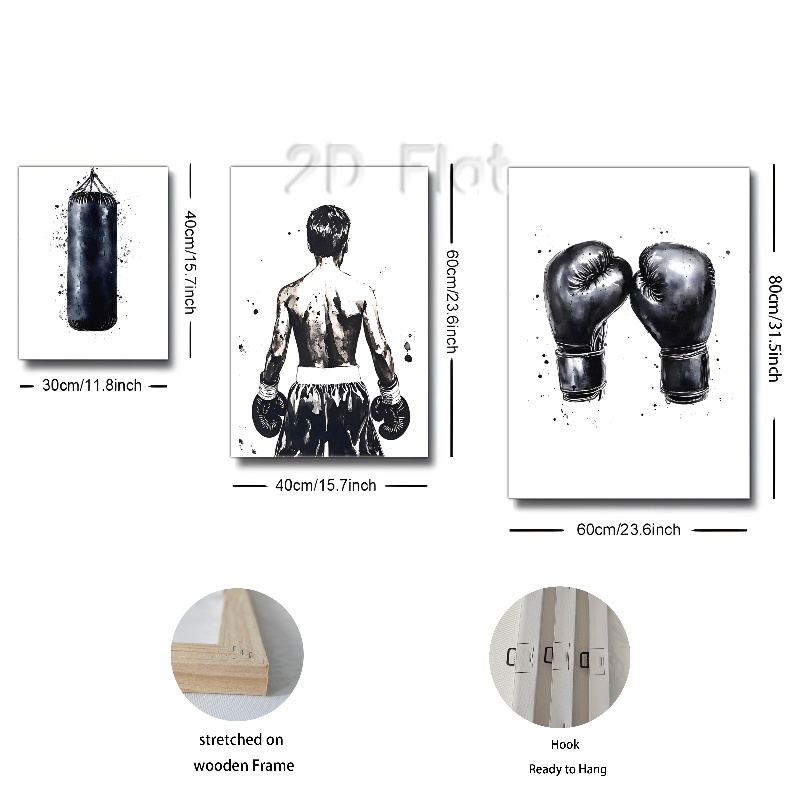 2D Flat
40cm/15.7inch
30cm/11.8inch
60cm/23.6inch
40cm/15.7inch
80cm/31.5inch
60cm/23.6inch
stretched on
wooden Frame
Hook
Ready to Hang